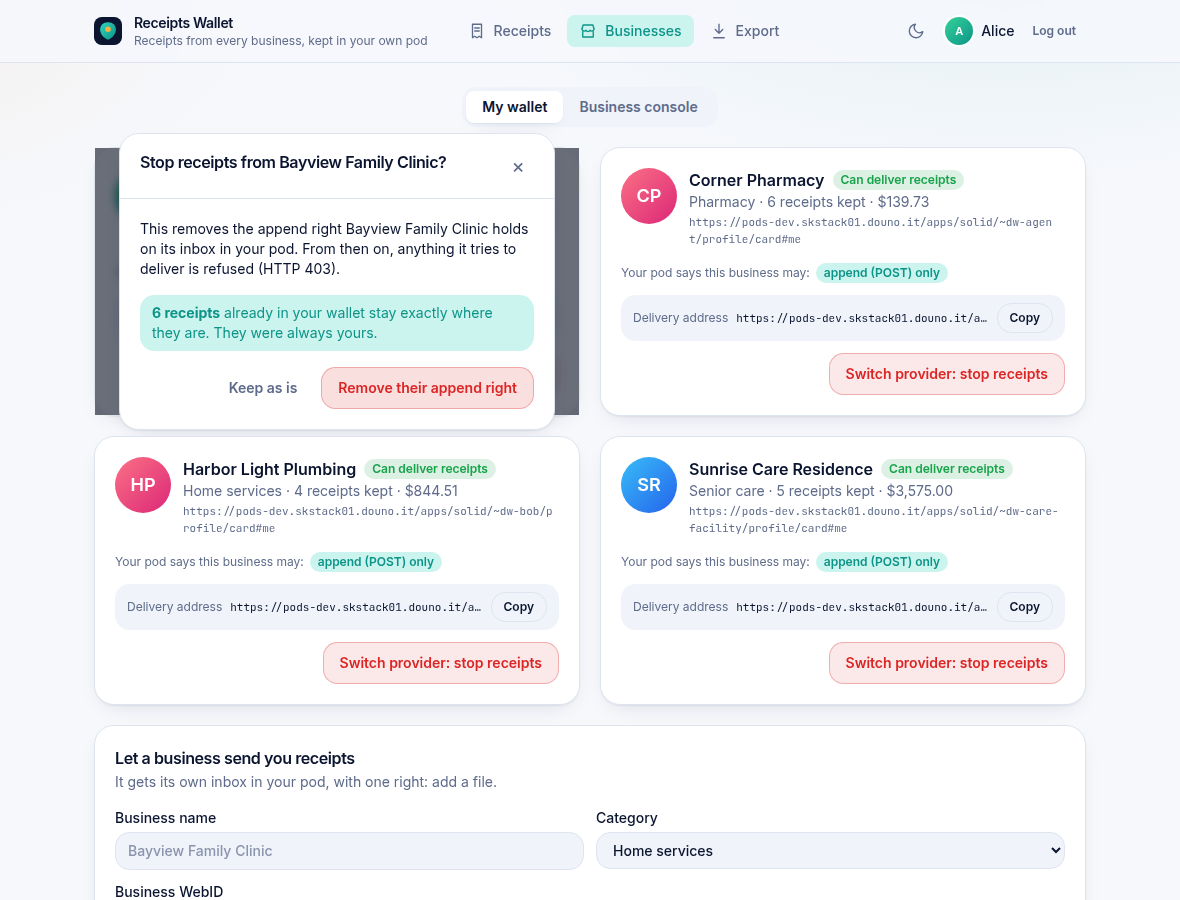 Receipts Wallet
Receipts from every business, kept in your own pod
Receipts
Businesses
Export
A
Alice
Log out
My wallet
Business console
Stop receipts from Bayview Family Clinic?
×
This removes the append right Bayview Family Clinic holds
on its inbox in your pod. From then on, anything it tries to
deliver is refused (HTTP 403).
6 receipts already in your wallet stay exactly where
they are. They were always yours.
Keep as is
Remove their append right
CP
Corner Pharmacy
Can deliver receipts
Pharmacy · 6 receipts kept · $139.73
https://pods-dev.skstack01.douno.it/apps/solid/~dw-agen
t/profile/card#me
Your pod says this business may: append (POST) only
Delivery address https://pods-dev.skstack01.douno.it/a… Copy
Switch provider: stop receipts
HP
Harbor Light Plumbing
Can deliver receipts
Home services · 4 receipts kept · $844.51
https://pods-dev.skstack01.douno.it/apps/solid/~dw-bob/p
rofile/card#me
Your pod says this business may: append (POST) only
Delivery address https://pods-dev.skstack01.douno.it/a… Copy
Switch provider: stop receipts
SR
Sunrise Care Residence
Can deliver receipts
Senior care · 5 receipts kept · $3,575.00
https://pods-dev.skstack01.douno.it/apps/solid/~dw-care-
facility/profile/card#me
Your pod says this business may: append (POST) only
Delivery address https://pods-dev.skstack01.douno.it/a… Copy
Switch provider: stop receipts
Let a business send you receipts
It gets its own inbox in your pod, with one right: add a file.
Business name
Bayview Family Clinic
Category
Home services
Business WebID